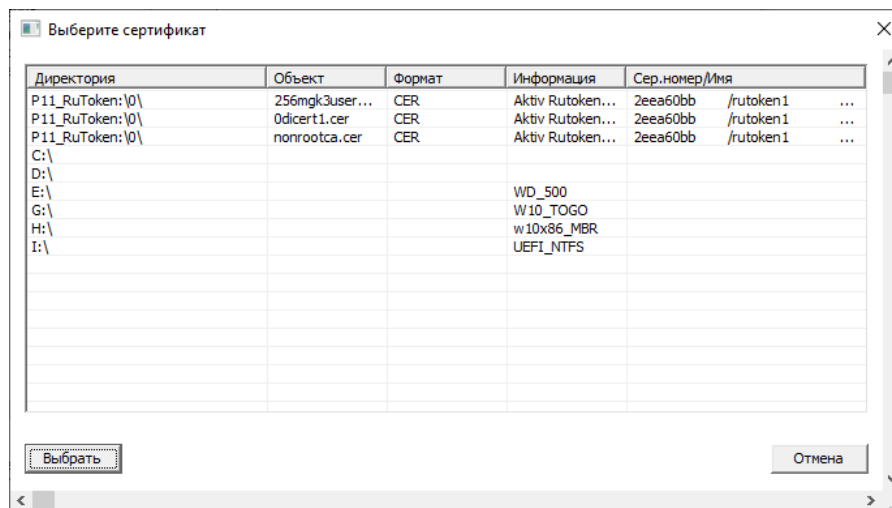 Выберите сертификат
Директория Объект Формат Информация Сер.номер/Имя
P11_RuToken:\0\ 256mgk3user... CER Aktiv Rutoken... 2eea60bb /rutoken1 ...
P11_RuToken:\0\ 0dicert1.cer CER Aktiv Rutoken... 2eea60bb /rutoken1 ...
P11_RuToken:\0\ nonrootca.cer CER Aktiv Rutoken... 2eea60bb /rutoken1 ...
C:\
D:\
E:\ WD_500
G:\ W10_TOGO
H:\ w10x86_MBR
I:\ UEFI_NTFS
Выбрать Отмена